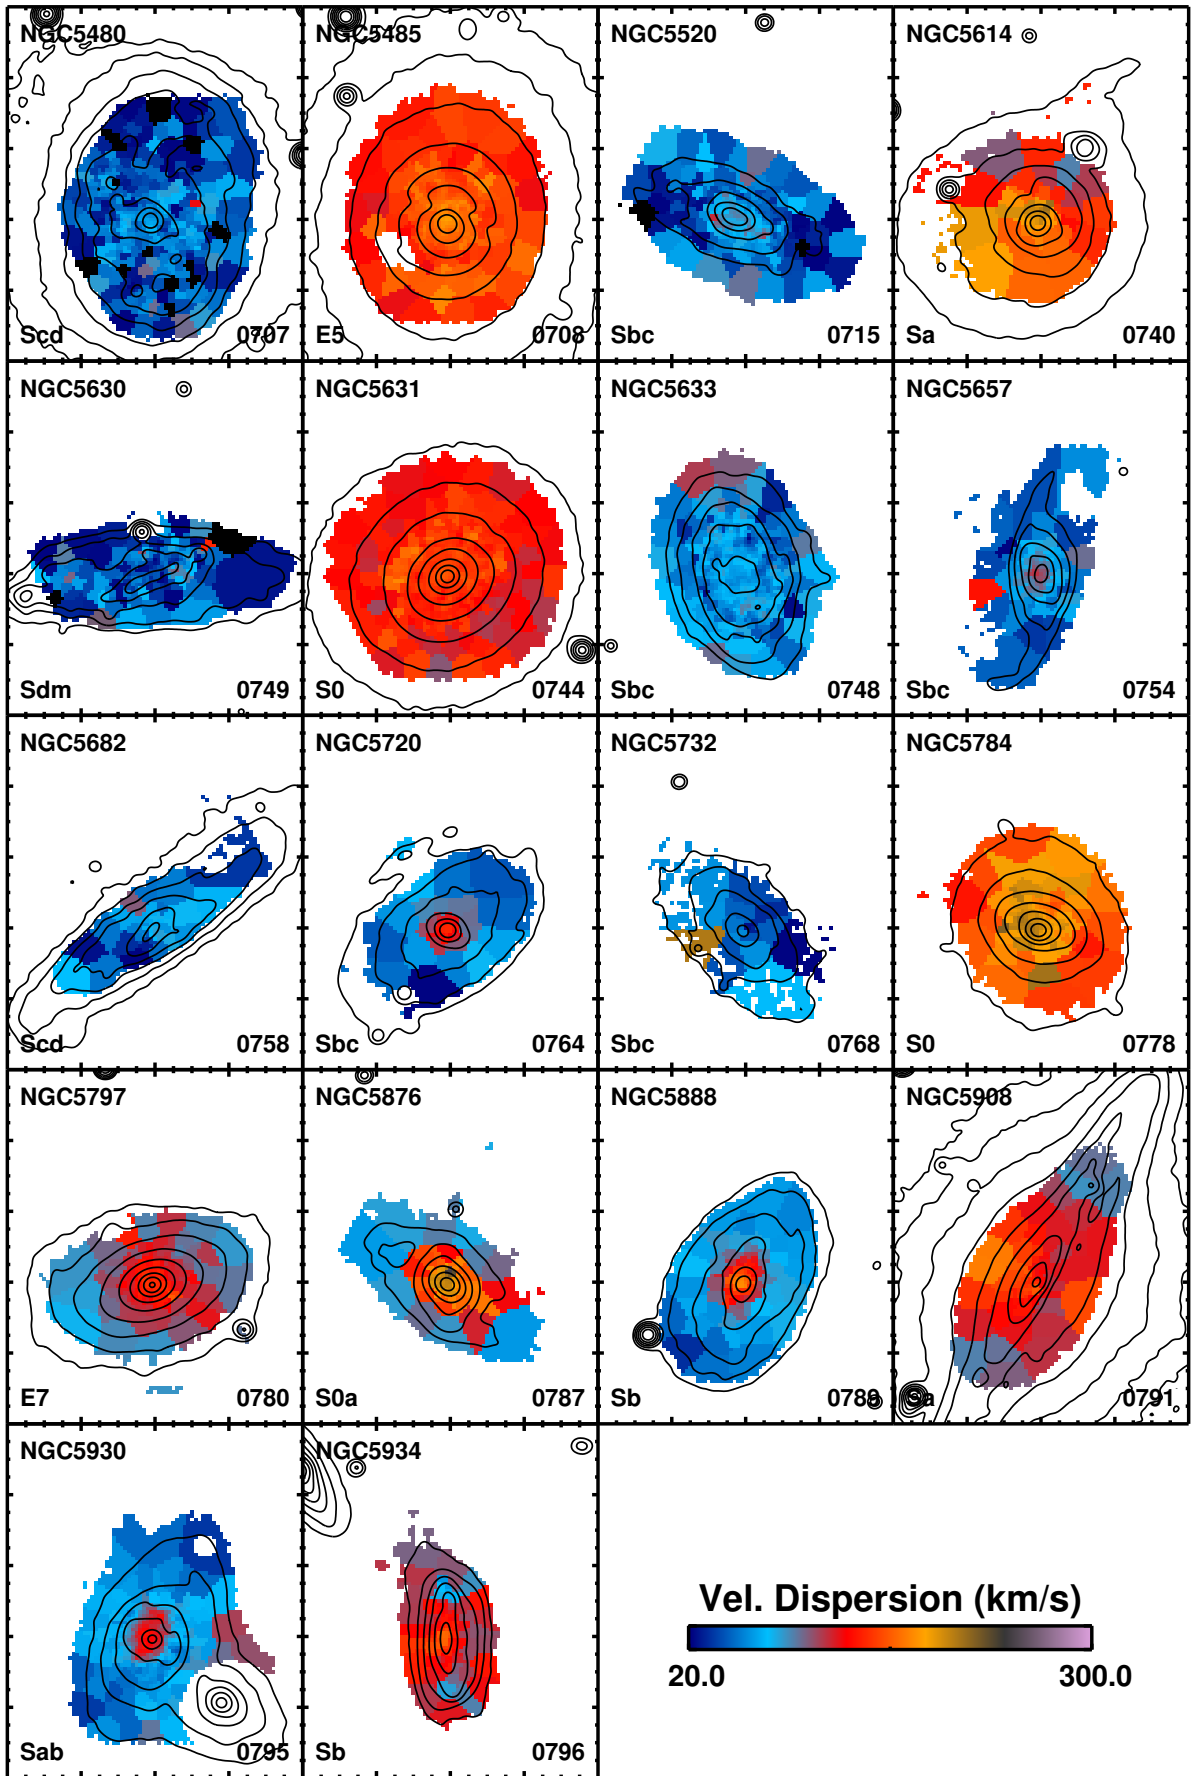 NGC5480 NGC5485 NGC5520 NGC5614
Scd 0707 E5 0708 Sbc 0715 Sa 0740
NGC5630 NGC5631 NGC5633 NGC5657
Sdm 0749 S0 0744 Sbc 0748 Sbc 0754
NGC5682 NGC5720 NGC5732 NGC5784
Scd 0758 Sbc 0764 Sbc 0768 S0 0778
NGC5797 NGC5876 NGC5888 NGC5908
E7 0780 S0a 0787 Sb 0789 Sa 0791
NGC5930 NGC5934
Vel. Dispersion (km/s)
20.0 300.0
Sab 0795 Sb 0796